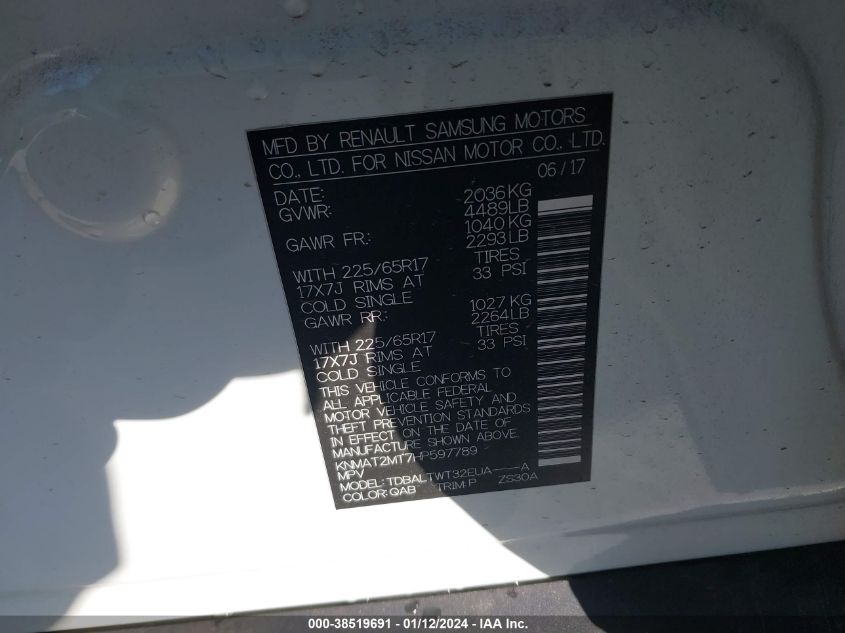 MFD BY RENAULT SAMSUNG MOTORS
CO., LTD. FOR NISSAN MOTOR CO., LTD.
DATE: 06/17
GVWR: 2036KG
4489LB
GAWR FR.: 1040KG
2293LB
WITH 225/65R17 TIRES
17X7J RIMS AT 33 PSI
COLD SINGLE
GAWR RR: 1027KG
2264LB
WITH 225/65R17 TIRES
17X7J RIMS AT 33 PSI
COLD SINGLE
THIS VEHICLE CONFORMS TO
ALL APPLICABLE FEDERAL
MOTOR VEHICLE SAFETY AND
THEFT PREVENTION STANDARDS
IN EFFECT ON THE DATE OF
MANUFACTURE SHOWN ABOVE.
KNMAT2MT7HP597789
MPV
MODEL: TDBALTWT32EUA----A
COLOR: QAB TRIM:P ZS30A
000-38519691 - 01/12/2024 - IAA Inc.